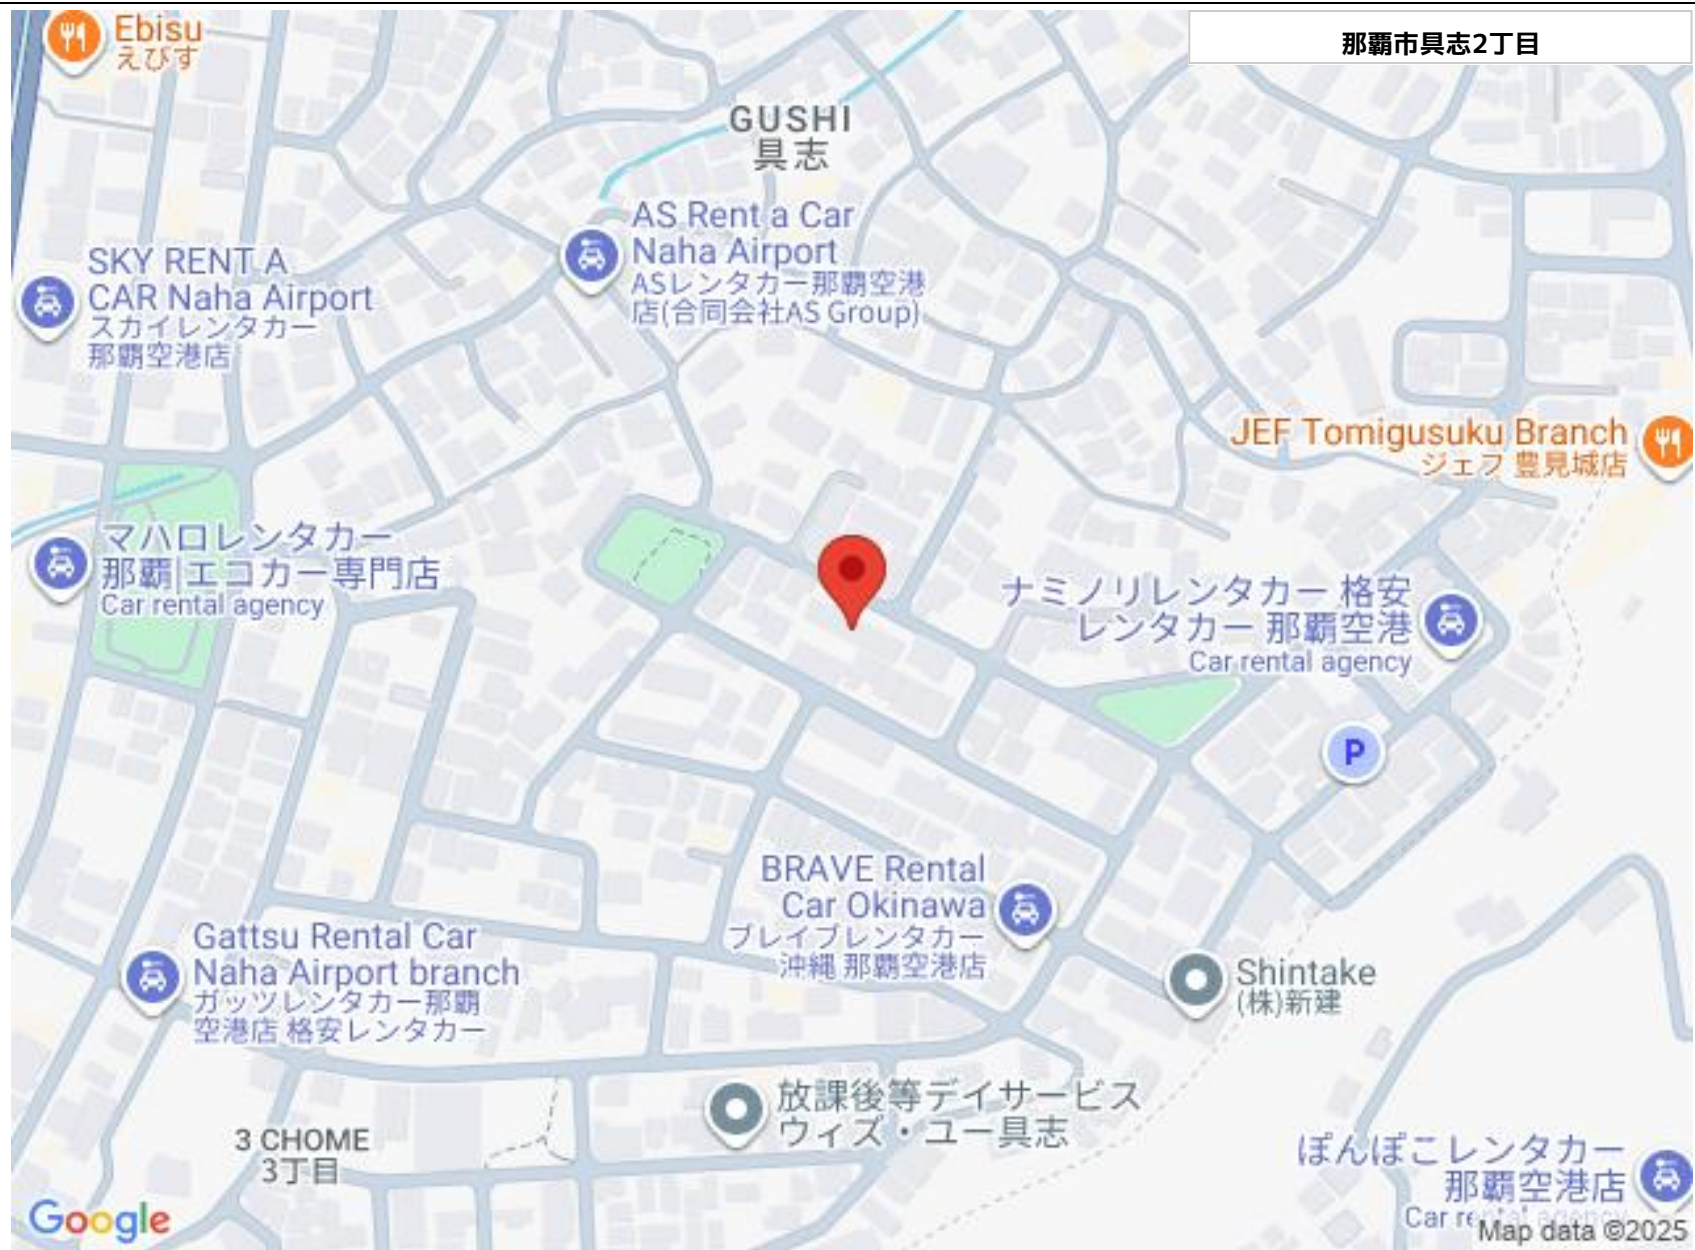 Ebisu
えびす
那覇市具志2丁目
GUSHI
具志
AS Rent a Car
Naha Airport
ASレンタカー那覇空港
店(合同会社AS Group)
SKY RENT A
CAR Naha Airport
スカイレンタカー
那覇空港店
JEF Tomigusuku Branch
ジェフ 豊見城店
マハロレンタカー
那覇|エコカー専門店
Car rental agency
ナミノリレンタカー 格安
レンタカー 那覇空港
Car rental agency
P
BRAVE Rental
Car Okinawa
ブレイブレンタカー
沖縄 那覇空港店
Gattsu Rental Car
Naha Airport branch
ガッツレンタカー那覇
空港店 格安レンタカー
Shintake
(株)新建
放課後等デイサービス
ウィズ・ユー具志
3 CHOME
3丁目
ぽんぽこレンタカー
那覇空港店
Car rental agency
Google
Map data ©2025